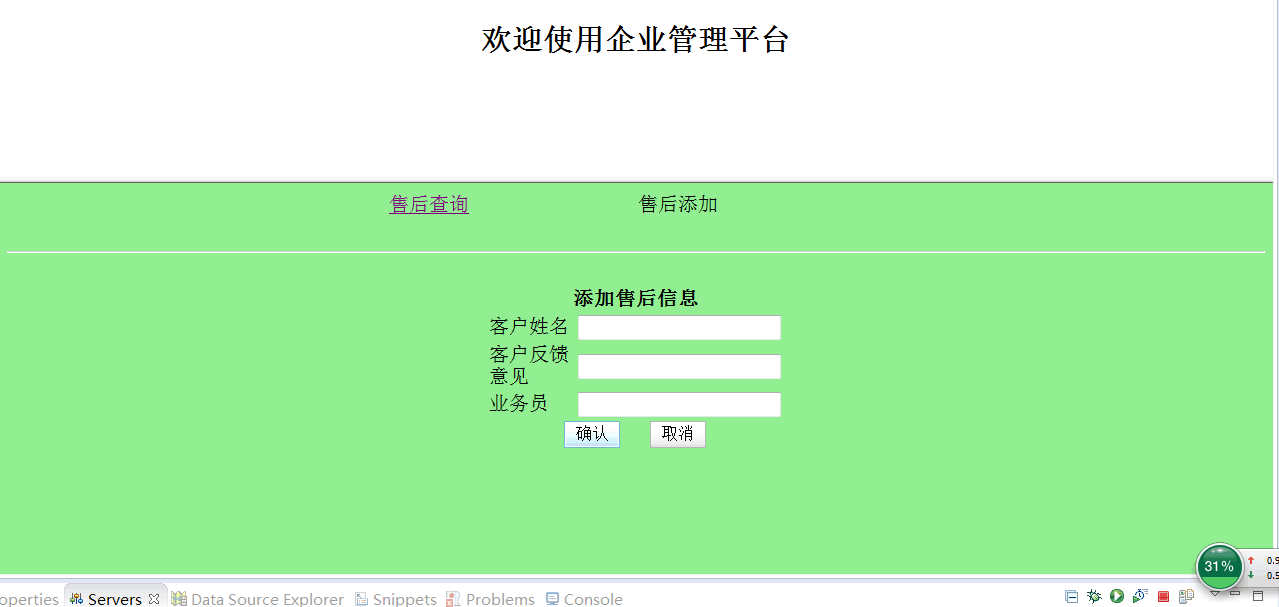 欢迎使用企业管理平台
售后查询 售后添加
添加售后信息
客户姓名
客户反馈
意见
业务员
确认 取消
31% 0.9
0.5
operties Servers Data Source Explorer Snippets Problems Console